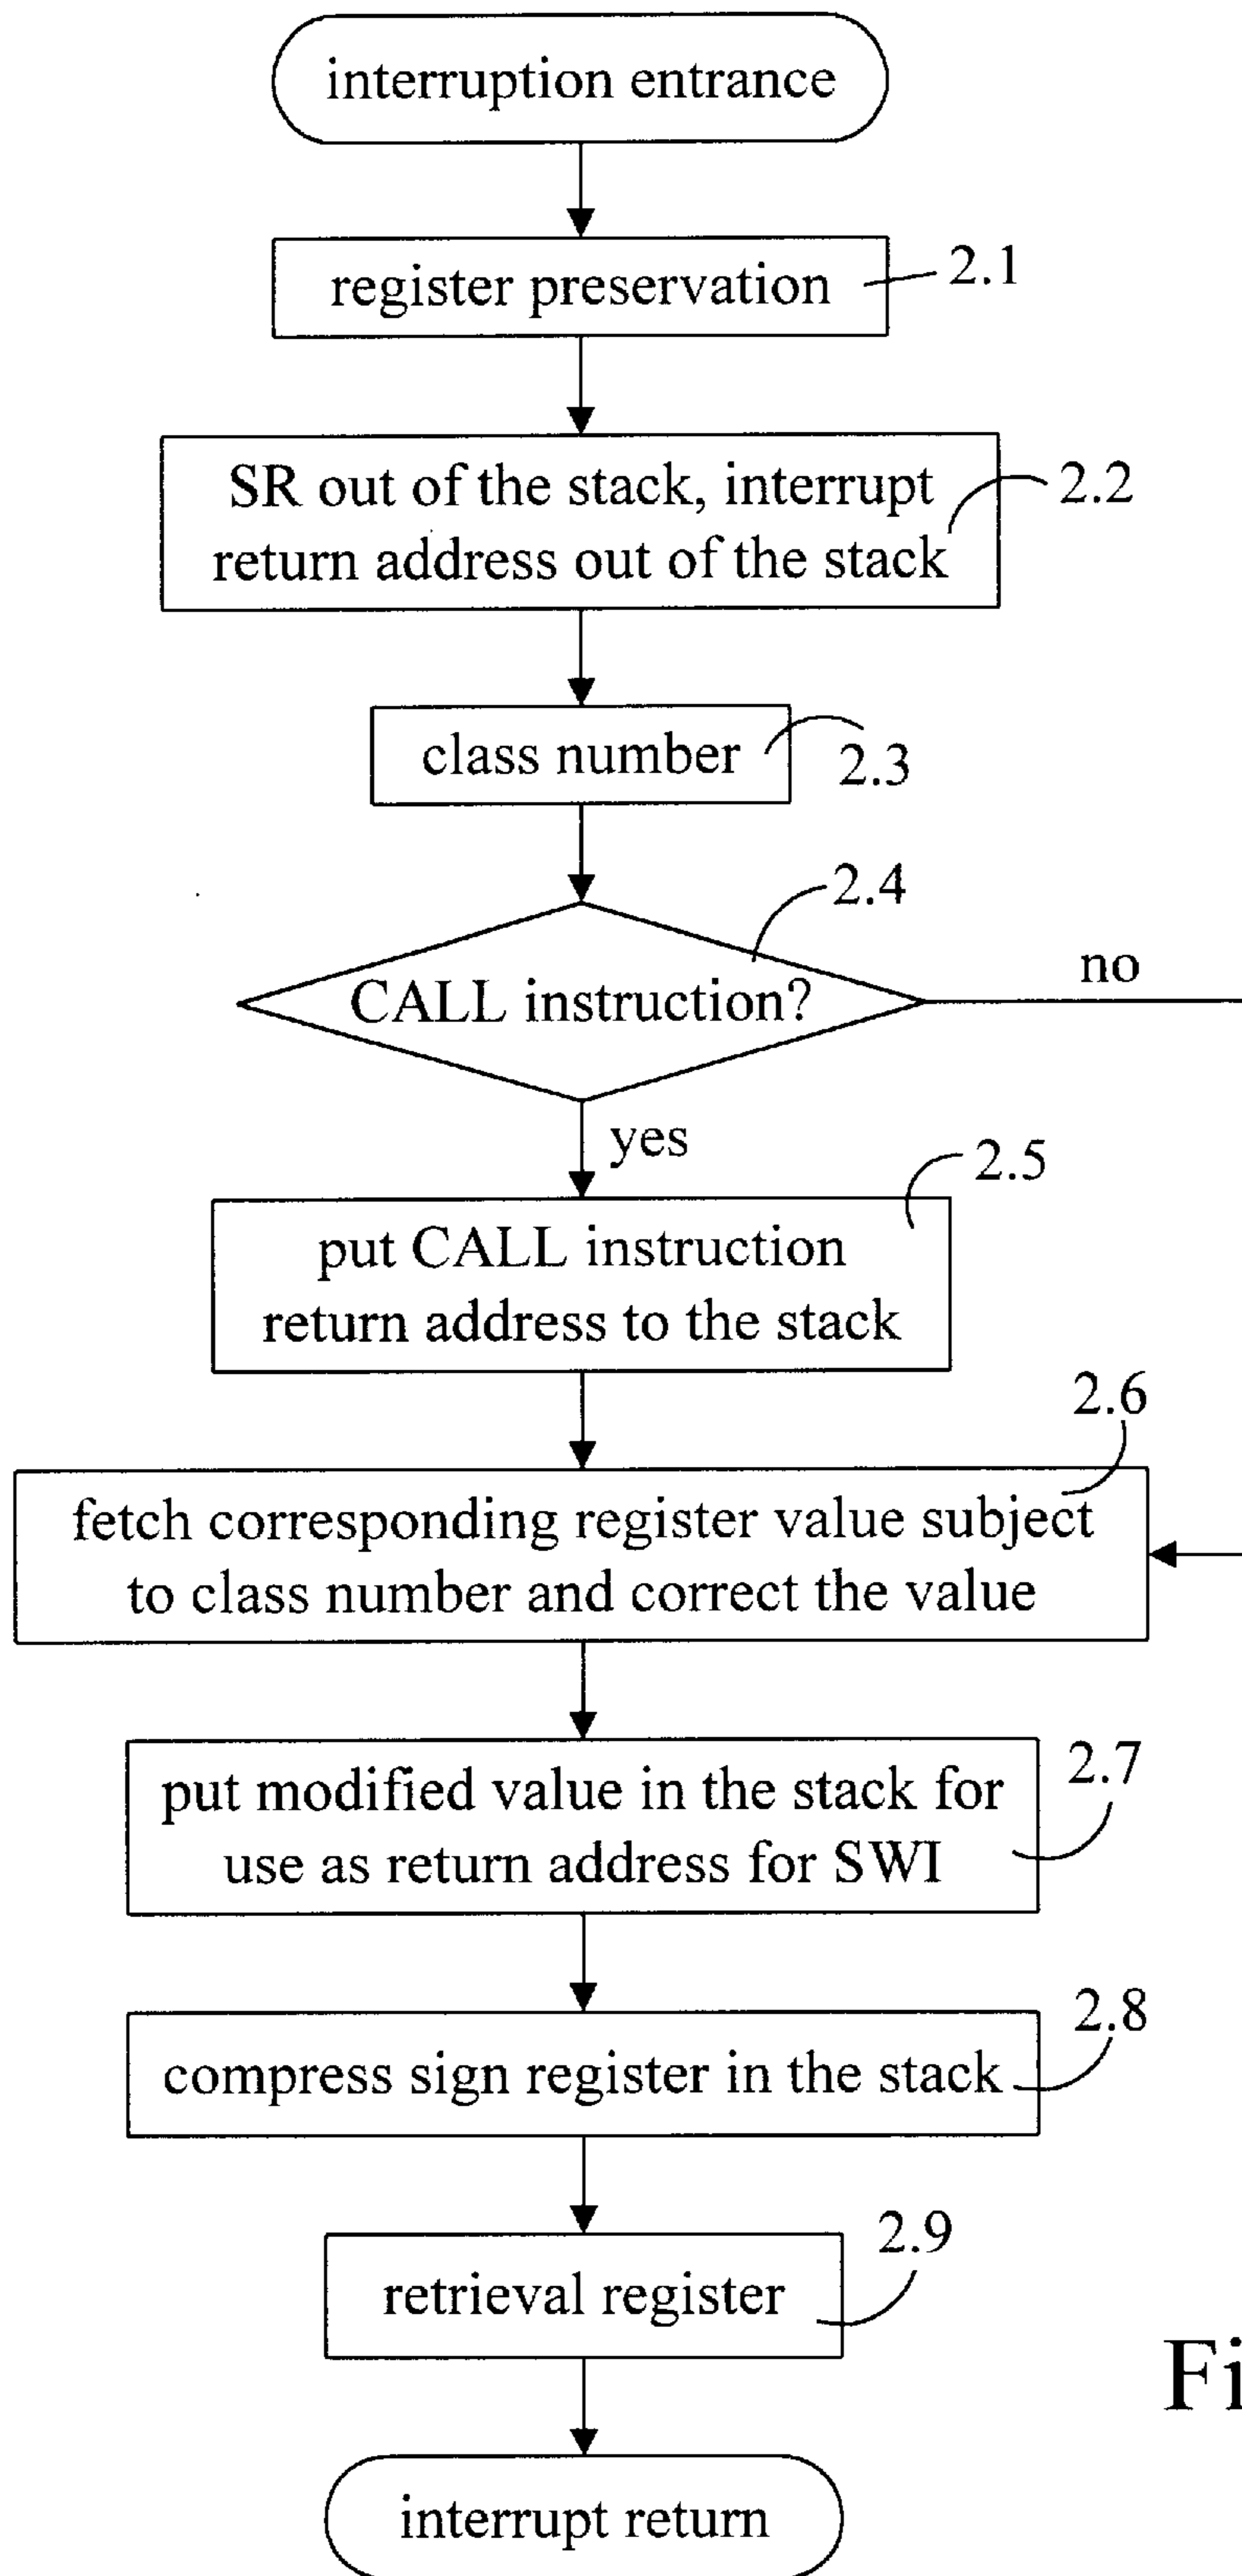 interruption entrance
register preservation
2.1
SR out of the stack, interrupt
return address out of the stack
2.2
class number
2.3
2.4
CALL instruction?
no
yes
2.5
put CALL instruction
return address to the stack
2.6
fetch corresponding register value subject
to class number and correct the value
put modified value in the stack for
use as return address for SWI
2.7
2.8
compress sign register in the stack
2.9
retrieval register
interrupt return